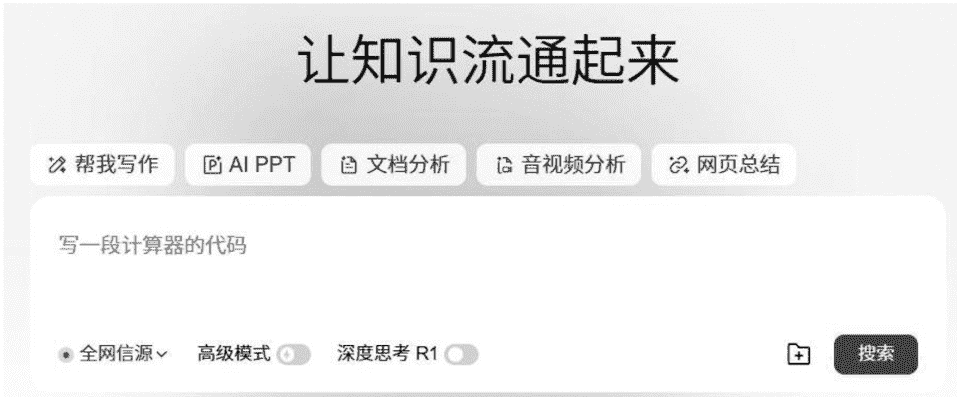 让知识流通起来
帮我写作 AI PPT 文档分析 音视频分析 网页总结
写一段计算器的代码
全网信源 高级模式 深度思考 R1 搜索